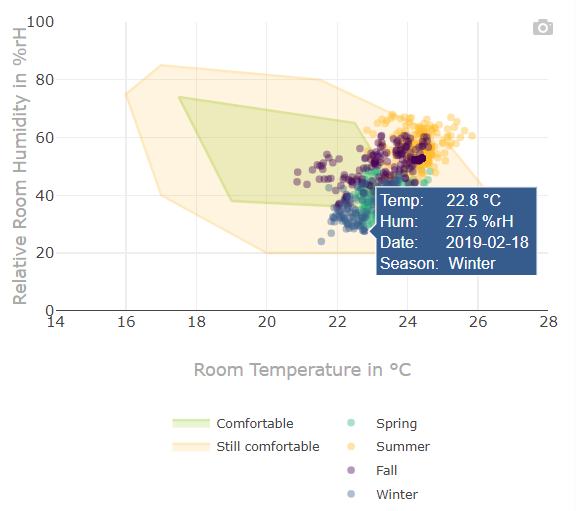 Relative Room Humidity in %rH
100
80
60
40
20
0
14
16
18
20
22
24
26
28
Temp: 22.8 °C
Hum: 27.5 %rH
Date: 2019-02-18
Season: Winter
Room Temperature in °C
Comfortable
Still comfortable
Spring
Summer
Fall
Winter